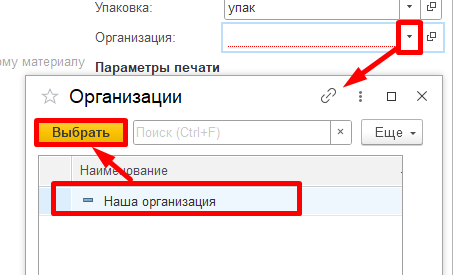 Упаковка: упак
Организация:
ому материалу
Параметры печати
Организации
Выбрать Поиск (Ctrl+F) × Еще
Наименование
Наша организация